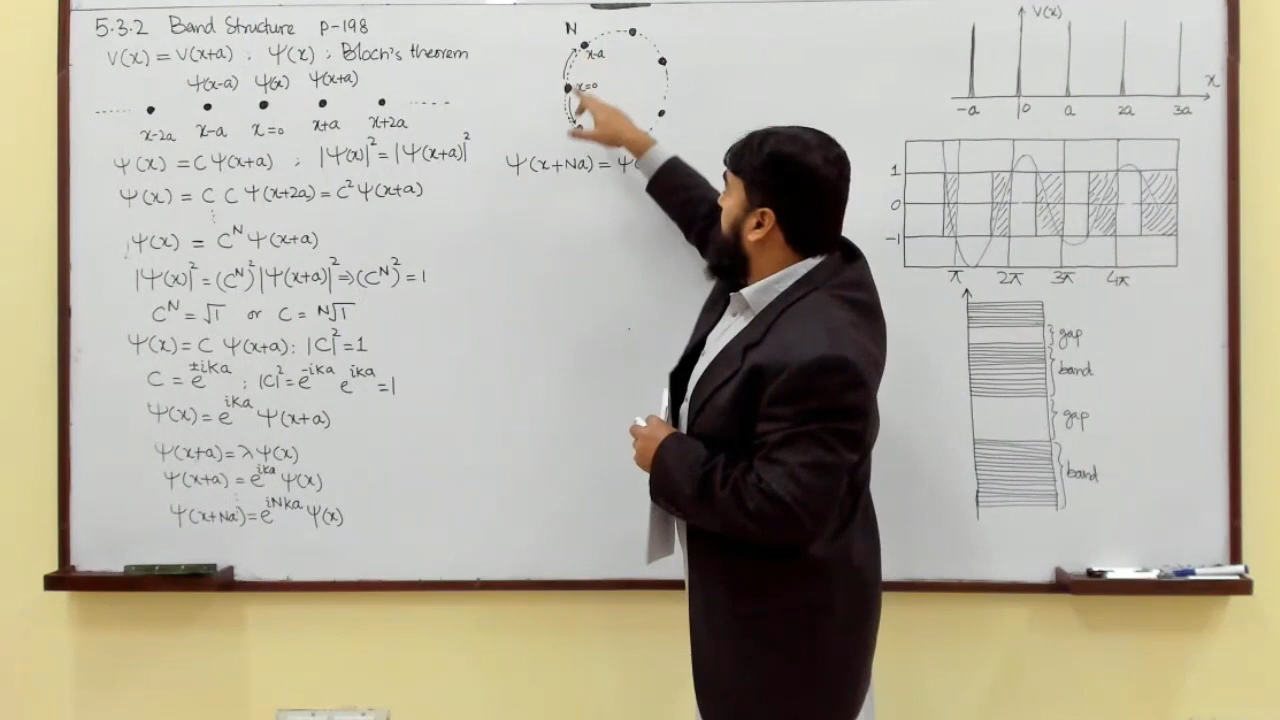 5.3.2 Band Structure p-198
V(x) = V(x+a) , Ψ(x) ; Bloch's theorem
Ψ(x-a) Ψ(x) Ψ(x+a)
x-2a x-a x=0 x+a x+2a
Ψ(x) = C Ψ(x+a) ; |Ψ(x)|² = |Ψ(x+a)|²
Ψ(x) = C C Ψ(x+2a) = C² Ψ(x+a)
⋮
Ψ(x) = C^N Ψ(x+a)
|Ψ(x)|² = (C^N)² |Ψ(x+a)|² ⇒ (C^N)² = 1
C^N = √1 or C = N√1
Ψ(x) = C Ψ(x+a) : |C|² = 1
C = e^{±ika} ; |C|² = e^{-ika} e^{ika} = 1
Ψ(x) = e^{ika} Ψ(x+a)
Ψ(x+a) = λ Ψ(x)
Ψ(x+a) = e^{ika} Ψ(x)
⋮
Ψ(x+Na) = e^{iNka} Ψ(x)
N
x-a
x=0
Ψ(x+Na) = Ψ(
V(x)
x
-a 0 a 2a 3a
1
0
-1
π 2π 3π 4π
gap
band
gap
band